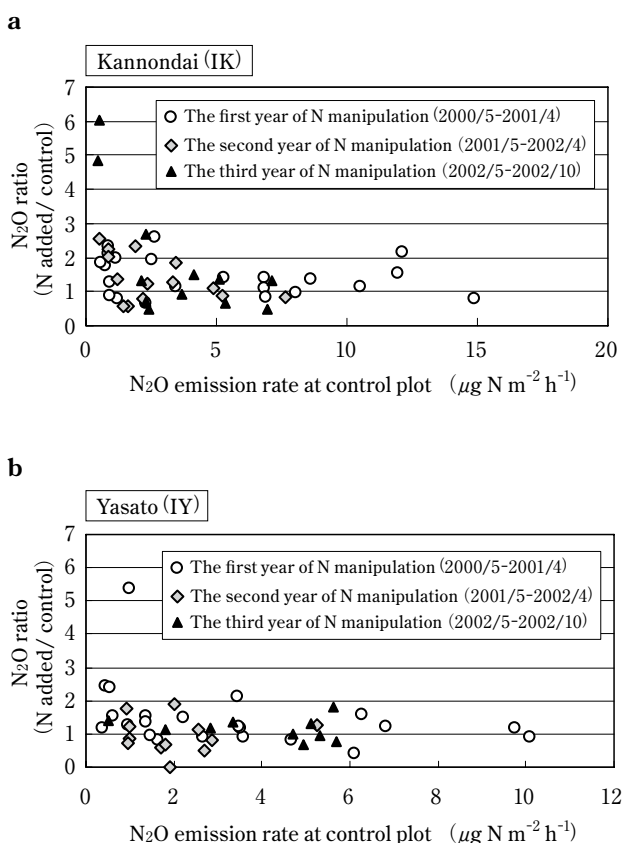 a
Kannondai (IK)
7
6
5
4
3
2
1
0
N₂O ratio
(N added/ control)
The first year of N manipulation (2000/5-2001/4)
The second year of N manipulation (2001/5-2002/4)
The third year of N manipulation (2002/5-2002/10)
0 5 10 15 20
N₂O emission rate at control plot (μg N m⁻² h⁻¹)
b
Yasato (IY)
7
6
5
4
3
2
1
0
N₂O ratio
(N added/ control)
The first year of N manipulation (2000/5-2001/4)
The second year of N manipulation (2001/5-2002/4)
The third year of N manipulation (2002/5-2002/10)
0 2 4 6 8 10 12
N₂O emission rate at control plot (μg N m⁻² h⁻¹)